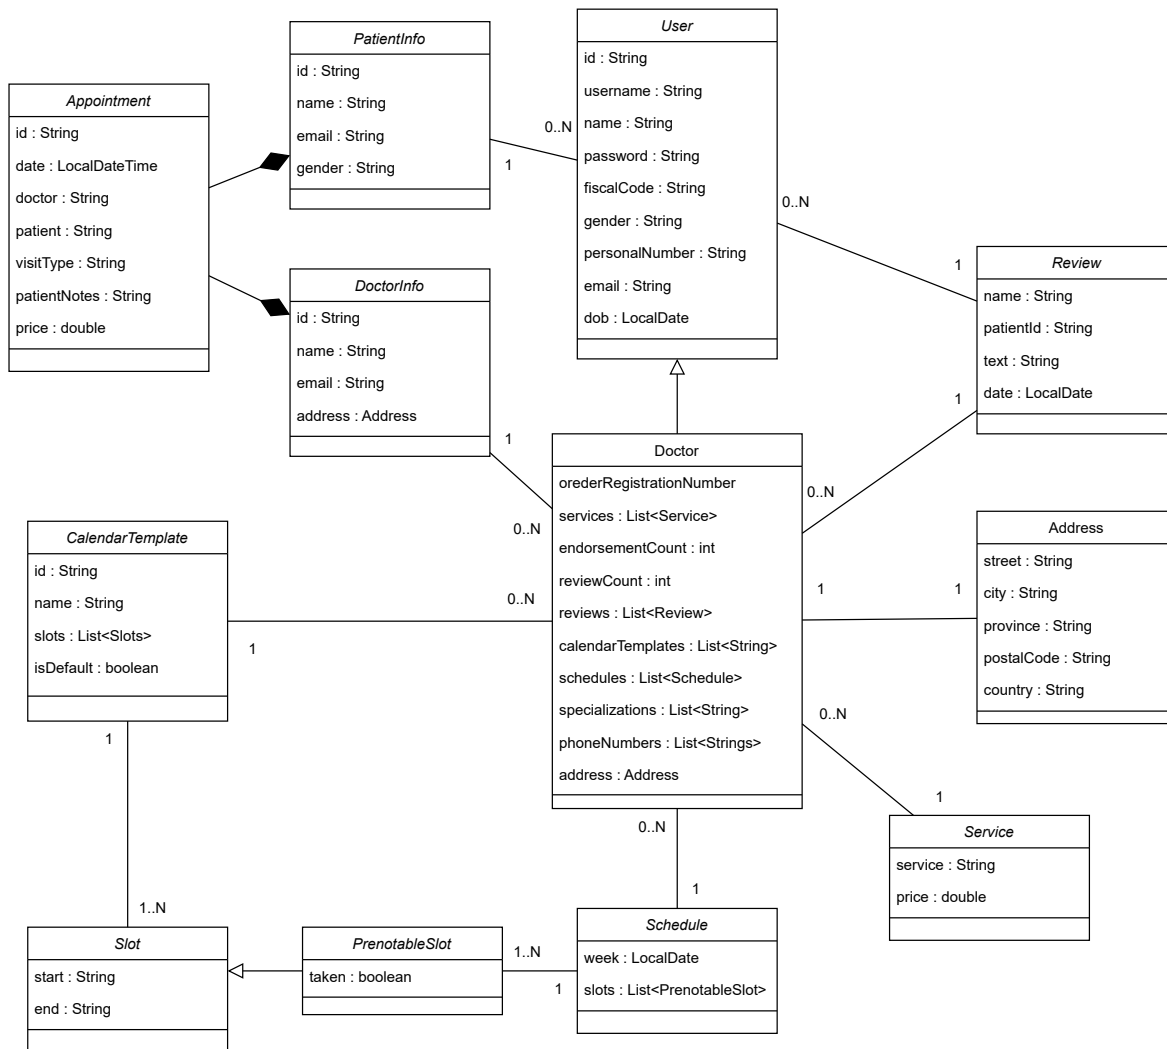 Appointment
id : String
date : LocalDateTime
doctor : String
patient : String
visitType : String
patientNotes : String
price : double
PatientInfo
id : String
name : String
email : String
gender : String
0..N
1
User
id : String
username : String
name : String
password : String
fiscalCode : String
gender : String
personalNumber : String
email : String
dob : LocalDate
0..N
1
Review
name : String
patientId : String
text : String
date : LocalDate
1
0..N
DoctorInfo
id : String
name : String
email : String
address : Address
1
0..N
Doctor
orederRegistrationNumber
services : List<Service>
endorsementCount : int
reviewCount : int
reviews : List<Review>
calendarTemplates : List<String>
schedules : List<Schedule>
specializations : List<String>
phoneNumbers : List<Strings>
address : Address
1
1
Address
street : String
city : String
province : String
postalCode : String
country : String
CalendarTemplate
id : String
name : String
slots : List<Slots>
isDefault : boolean
0..N
1
1
1..N
0..N
1
Service
service : String
price : double
0..N
1
Slot
start : String
end : String
PrenotableSlot
taken : boolean
1..N
1
Schedule
week : LocalDate
slots : List<PrenotableSlot>